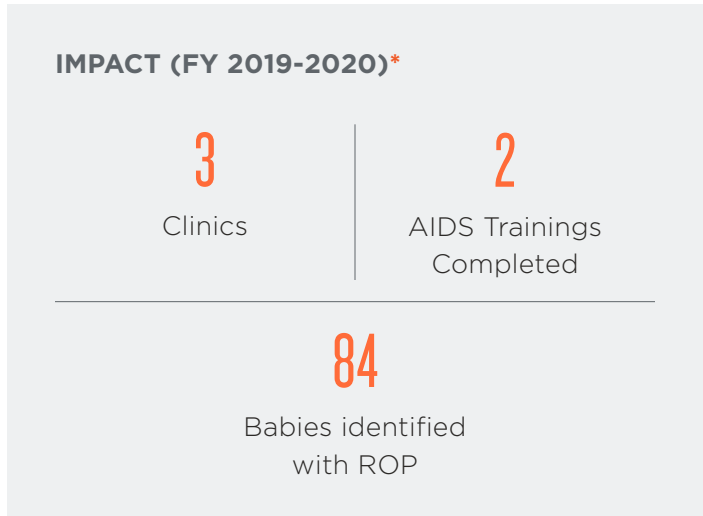 IMPACT (FY 2019-2020)*
3
Clinics
2
AIDS Trainings
Completed
84
Babies identified
with ROP